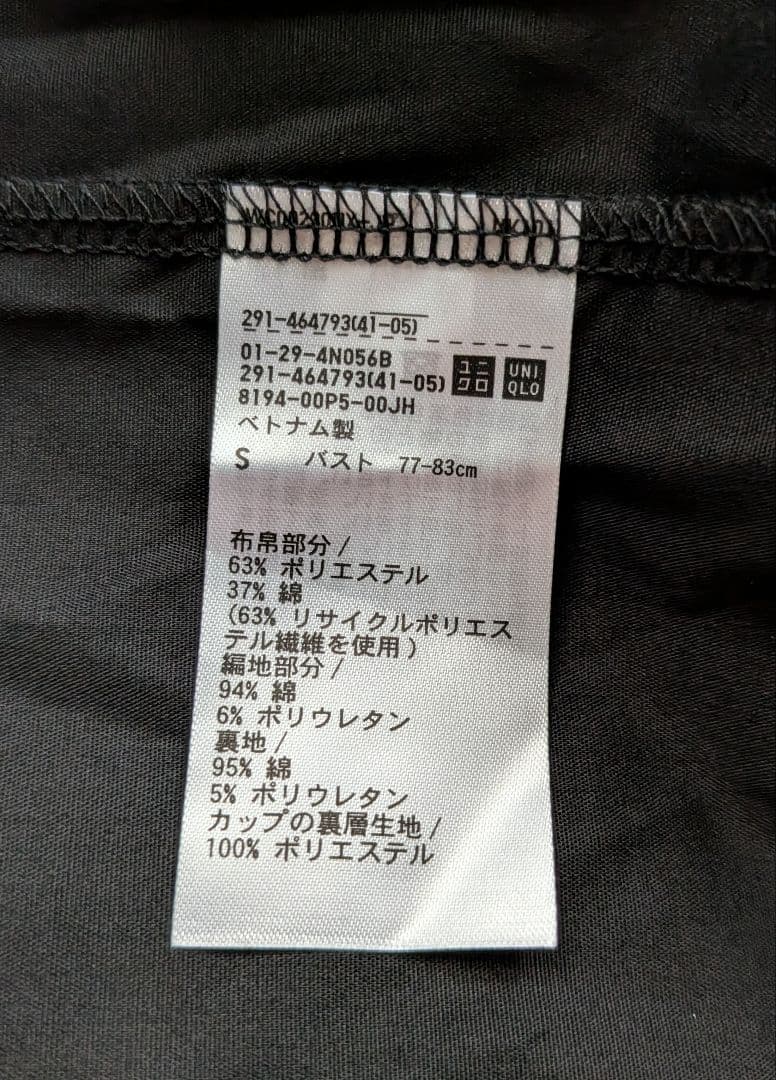 291-464793(41-05)
01-29-4N056B
291-464793(41-05)
8194-00P5-00JH
ユニ
クロ
UNI
QLO
ベトナム製
S バスト 77-83cm
布帛部分/
63% ポリエステル
37% 綿
(63% リサイクルポリエス
テル繊維を使用)
編地部分/
94% 綿
6% ポリウレタン
裏地/
95% 綿
5% ポリウレタン
カップの裏層生地/
100% ポリエステル